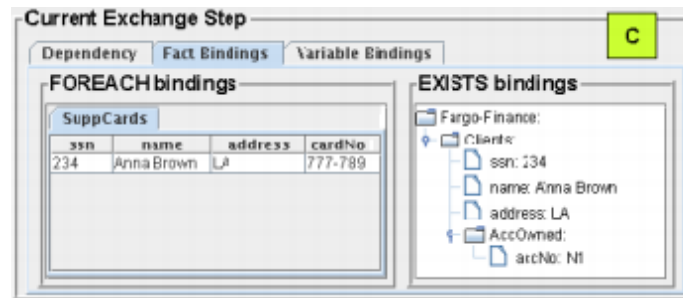 Current Exchange Step
C
Dependency Fact Bindings Variable Bindings
FOREACH bindings
SuppCards
ssn name address cardNo
234 Anna Brown LA 777-789
EXISTS bindings
Fargo-Finance:
Clients:
ssn: 234
name: Anna Brown
address: LA
AccOwned:
accNo: N1